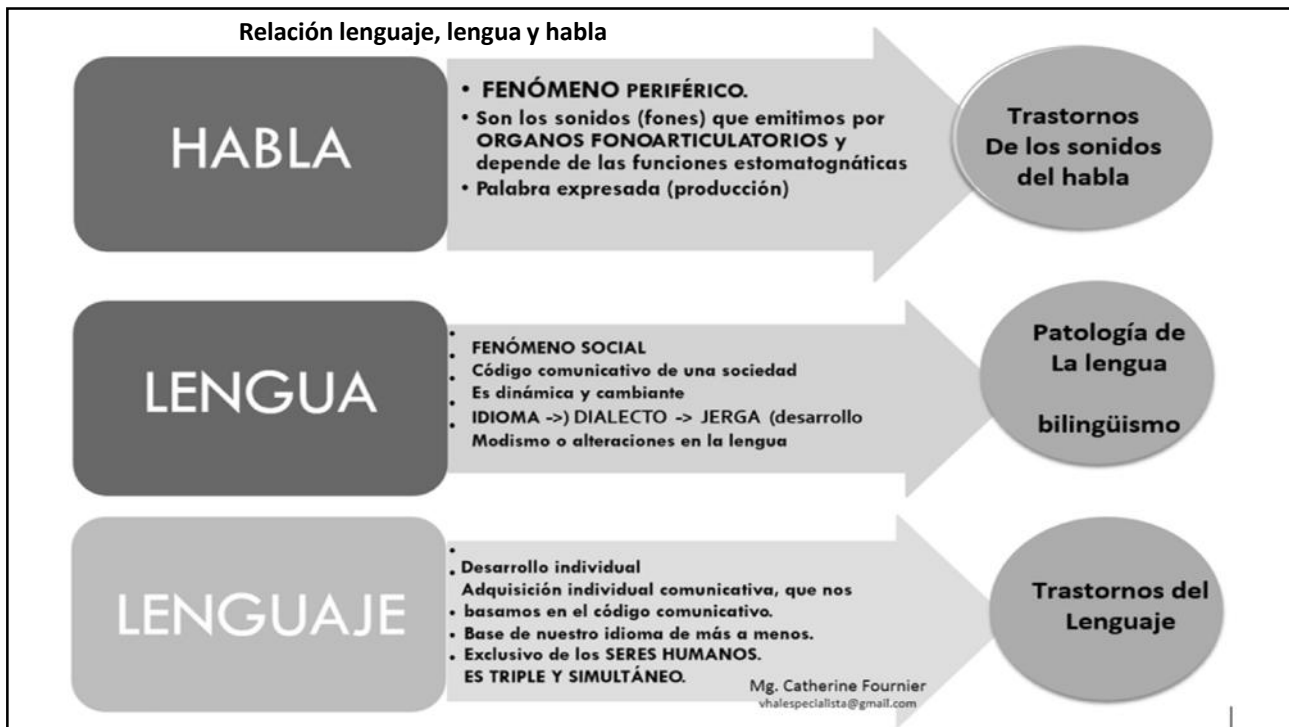 Relación lenguaje, lengua y habla
HABLA
• FENÓMENO PERIFÉRICO.
• Son los sonidos (fones) que emitimos por
ORGANOS FONOARTICULATORIOS y
depende de las funciones estomatognáticas
• Palabra expresada (producción)
Trastornos
De los sonidos
del habla
LENGUA
•
• FENÓMENO SOCIAL
• Código comunicativo de una sociedad
Es dinámica y cambiante
• IDIOMA ->) DIALECTO -> JERGA (desarrollo
• Modismo o alteraciones en la lengua
Patología de
La lengua
bilingüismo
LENGUAJE
•
• Desarrollo individual
Adquisición individual comunicativa, que nos
• basamos en el código comunicativo.
• Base de nuestro idioma de más a menos.
• Exclusivo de los SERES HUMANOS.
ES TRIPLE Y SIMULTÁNEO.
Trastornos del
Lenguaje
Mg. Catherine Fournier
vhalespecialista@gmail.com